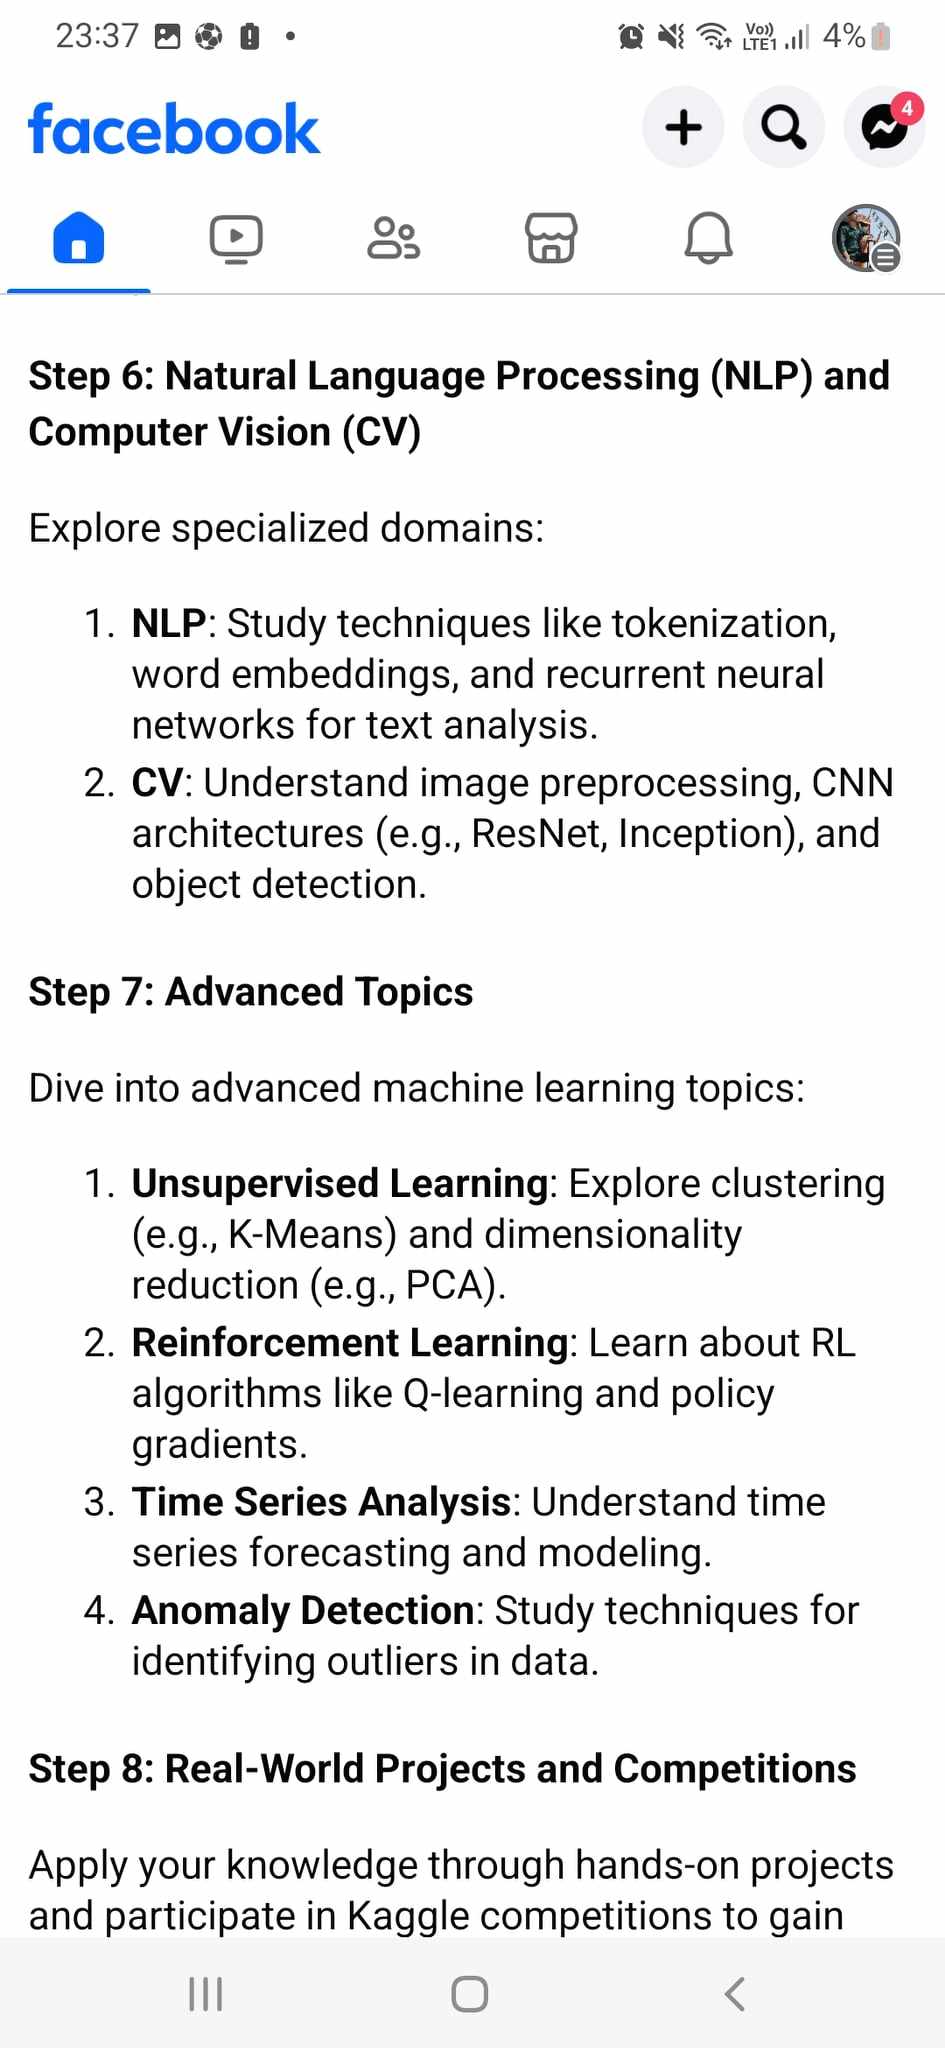 23:37
Vo))
LTE1
4%
facebook
4
Step 6: Natural Language Processing (NLP) and
Computer Vision (CV)
Explore specialized domains:
1. NLP: Study techniques like tokenization,
word embeddings, and recurrent neural
networks for text analysis.
2. CV: Understand image preprocessing, CNN
architectures (e.g., ResNet, Inception), and
object detection.
Step 7: Advanced Topics
Dive into advanced machine learning topics:
1. Unsupervised Learning: Explore clustering
(e.g., K-Means) and dimensionality
reduction (e.g., PCA).
2. Reinforcement Learning: Learn about RL
algorithms like Q-learning and policy
gradients.
3. Time Series Analysis: Understand time
series forecasting and modeling.
4. Anomaly Detection: Study techniques for
identifying outliers in data.
Step 8: Real-World Projects and Competitions
Apply your knowledge through hands-on projects
and participate in Kaggle competitions to gain